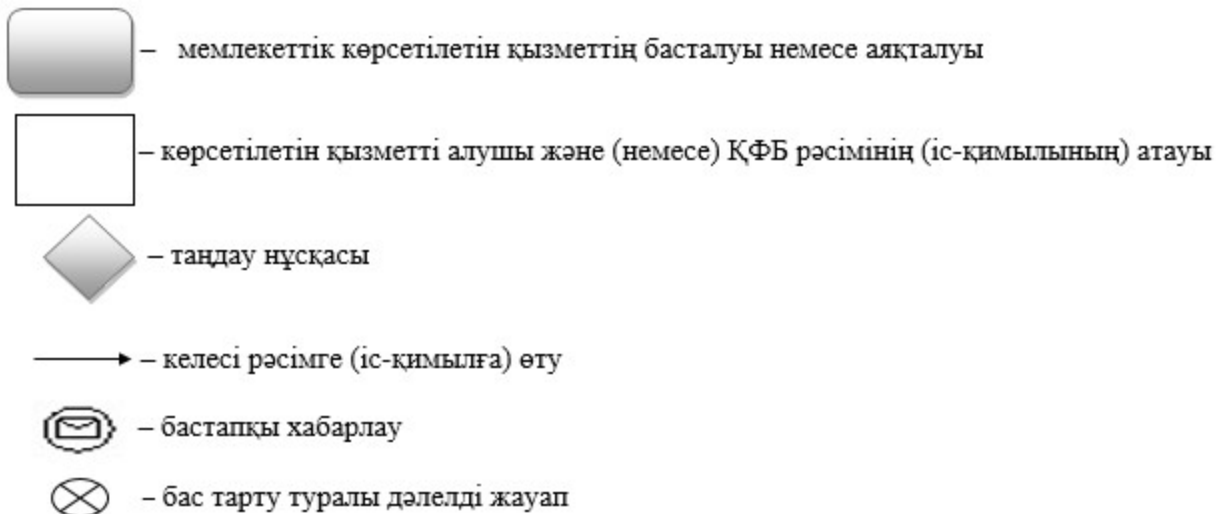 – мемлекеттік көрсетілетін қызметтің басталуы немесе аяқталуы
– көрсетілетін қызметті алушы және (немесе) ҚФБ рәсімінің (іс-қимылының) атауы
– таңдау нұсқасы
– келесі рәсімге (іс-қимылға) өту
– бастапқы хабарлау
– бас тарту туралы дәлелді жауап